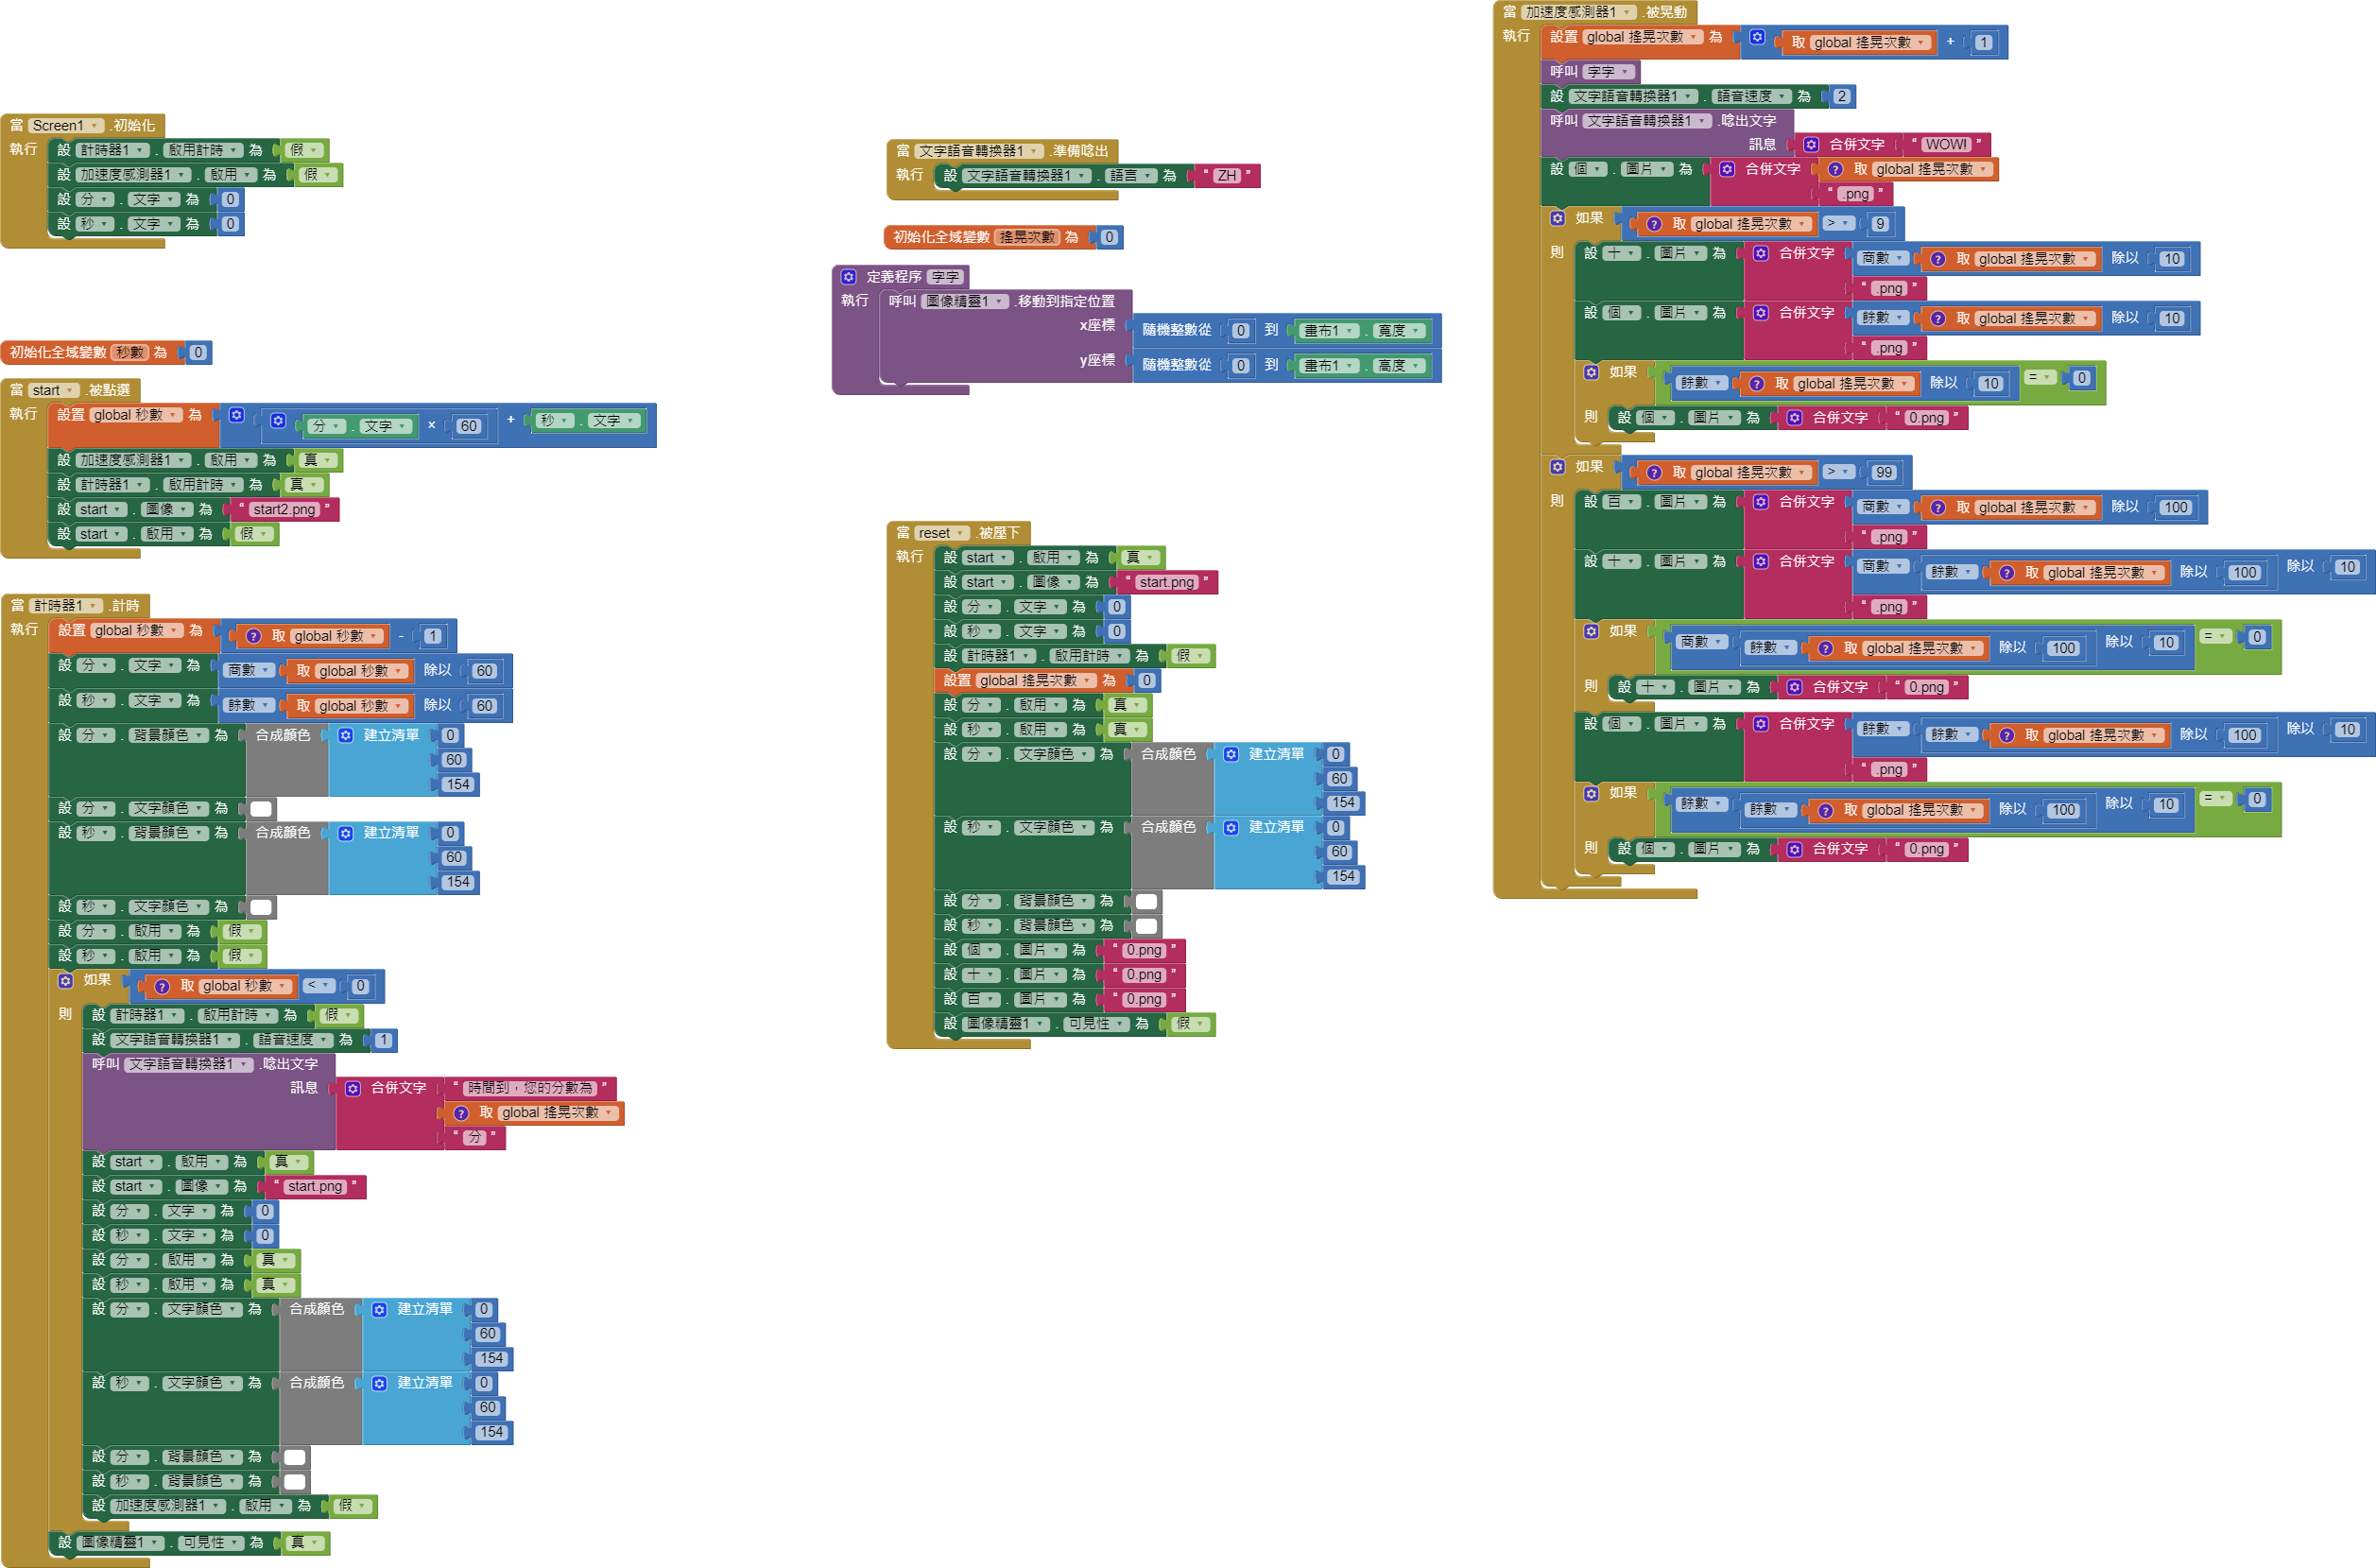 當 Screen1 .初始化
執行 設 計時器1 . 啟用計時 為 假
設 加速度感測器1 . 啟用 為 假
設 分 . 文字 為 0
設 秒 . 文字 為 0
初始化全域變數 秒數 為 0
當 start .被點選
執行 設置 global 秒數 為 分 . 文字 × 60 + 秒 . 文字
設 加速度感測器1 . 啟用 為 真
設 計時器1 . 啟用計時 為 真
設 start . 圖像 為 “ start2.png ”
設 start . 啟用 為 假
當 計時器1 .計時
執行 設置 global 秒數 為 取 global 秒數 - 1
設 分 . 文字 為 商數 取 global 秒數 除以 60
設 秒 . 文字 為 餘數 取 global 秒數 除以 60
設 分 . 背景顏色 為 合成顏色 建立清單 0
60
154
設 分 . 文字顏色 為
設 秒 . 背景顏色 為 合成顏色 建立清單 0
60
154
設 秒 . 文字顏色 為
設 分 . 啟用 為 假
設 秒 . 啟用 為 假
如果 取 global 秒數 < 0
則 設 計時器1 . 啟用計時 為 假
設 文字語音轉換器1 . 語音速度 為 1
呼叫 文字語音轉換器1 .唸出文字
訊息 合併文字 “ 時間到，您的分數為 ”
取 global 搖晃次數
“ 分 ”
設 start . 啟用 為 真
設 start . 圖像 為 “ start.png ”
設 分 . 文字 為 0
設 秒 . 文字 為 0
設 分 . 啟用 為 真
設 秒 . 啟用 為 真
設 分 . 文字顏色 為 合成顏色 建立清單 0
60
154
設 秒 . 文字顏色 為 合成顏色 建立清單 0
60
154
設 分 . 背景顏色 為
設 秒 . 背景顏色 為
設 加速度感測器1 . 啟用 為 假
設 圖像精靈1 . 可見性 為 真
當 文字語音轉換器1 .準備唸出
執行 設 文字語音轉換器1 . 語言 為 “ ZH ”
初始化全域變數 搖晃次數 為 0
定義程序 字字
執行 呼叫 圖像精靈1 .移動到指定位置
x座標 隨機整數從 0 到 畫布1 . 寬度
y座標 隨機整數從 0 到 畫布1 . 高度
當 reset .被壓下
執行 設 start . 啟用 為 真
設 start . 圖像 為 “ start.png ”
設 分 . 文字 為 0
設 秒 . 文字 為 0
設 計時器1 . 啟用計時 為 假
設置 global 搖晃次數 為 0
設 分 . 啟用 為 真
設 秒 . 啟用 為 真
設 分 . 文字顏色 為 合成顏色 建立清單 0
60
154
設 秒 . 文字顏色 為 合成顏色 建立清單 0
60
154
設 分 . 背景顏色 為
設 秒 . 背景顏色 為
設 個 . 圖片 為 “ 0.png ”
設 十 . 圖片 為 “ 0.png ”
設 百 . 圖片 為 “ 0.png ”
設 圖像精靈1 . 可見性 為 假
當 加速度感測器1 .被晃動
執行 設置 global 搖晃次數 為 取 global 搖晃次數 + 1
呼叫 字字
設 文字語音轉換器1 . 語音速度 為 2
呼叫 文字語音轉換器1 .唸出文字
訊息 合併文字 “ WOW! ”
設 個 . 圖片 為 合併文字 取 global 搖晃次數
“ .png ”
如果 取 global 搖晃次數 > 9
則 設 十 . 圖片 為 合併文字 商數 取 global 搖晃次數 除以 10
“ .png ”
設 個 . 圖片 為 合併文字 餘數 取 global 搖晃次數 除以 10
“ .png ”
如果 餘數 取 global 搖晃次數 除以 10 = 0
則 設 個 . 圖片 為 合併文字 “ 0.png ”
如果 取 global 搖晃次數 > 99
則 設 百 . 圖片 為 合併文字 商數 取 global 搖晃次數 除以 100
“ .png ”
設 十 . 圖片 為 合併文字 商數 餘數 取 global 搖晃次數 除以 100 除以 10
“ .png ”
如果 商數 餘數 取 global 搖晃次數 除以 100 除以 10 = 0
則 設 十 . 圖片 為 合併文字 “ 0.png ”
設 個 . 圖片 為 合併文字 餘數 餘數 取 global 搖晃次數 除以 100 除以 10
“ .png ”
如果 餘數 餘數 取 global 搖晃次數 除以 100 除以 10 = 0
則 設 個 . 圖片 為 合併文字 “ 0.png ”